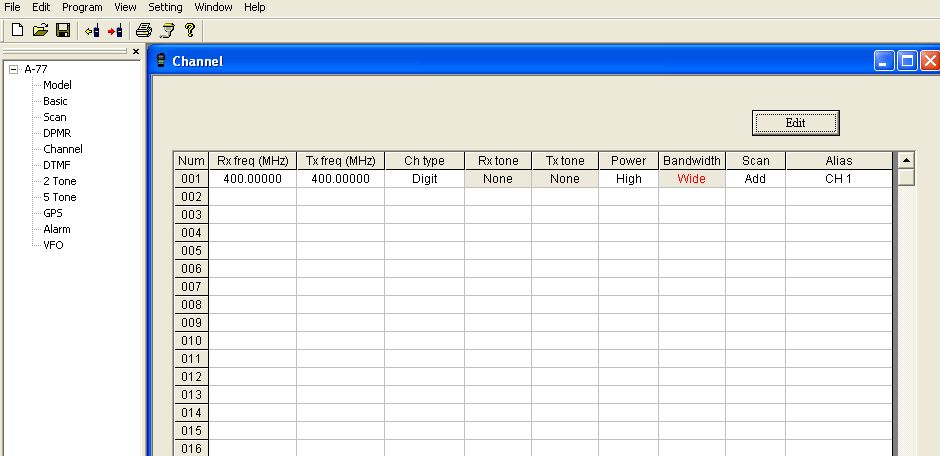 File Edit Program View Setting Window Help
A-77
Model
Basic
Scan
DPMR
Channel
DTMF
2 Tone
5 Tone
GPS
Alarm
VFO
Channel
Edit
Num Rx freq (MHz) Tx freq (MHz) Ch type Rx tone Tx tone Power Bandwidth Scan Alias
001 400.00000 400.00000 Digit None None High Wide Add CH 1
002
003
004
005
006
007
008
009
010
011
012
013
014
015
016